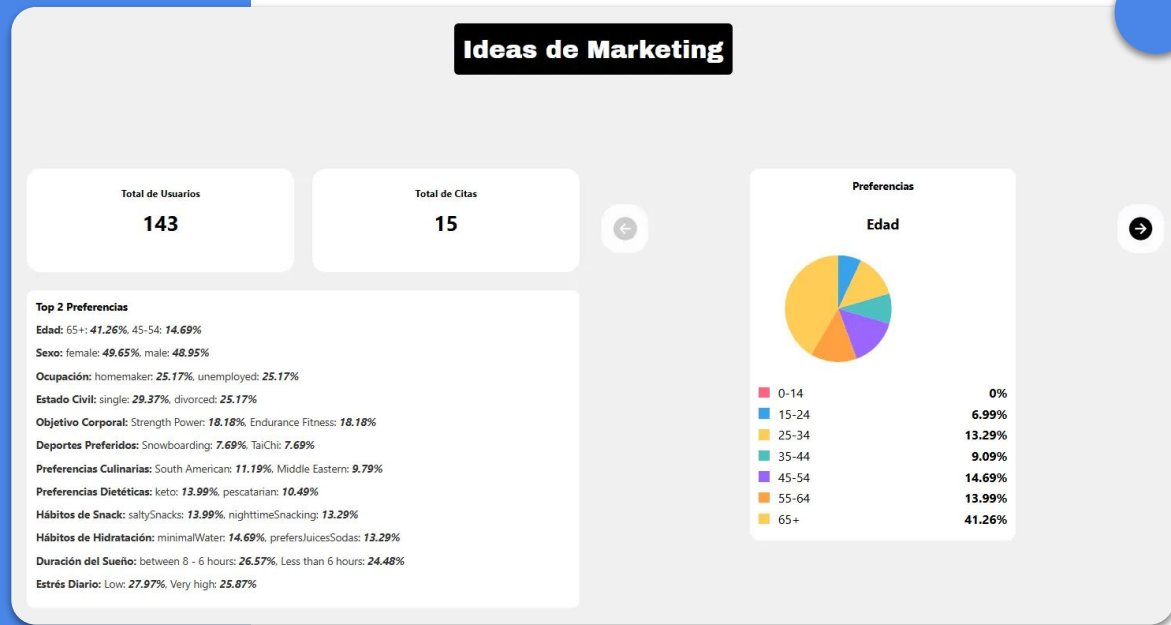 Ideas de Marketing
Total de Usuarios
143
Total de Citas
15
Top 2 Preferencias
Edad: 65+: 41.26%, 45-54: 14.69%
Sexo: female: 49.65%, male: 48.95%
Ocupación: homemaker: 25.17%, unemployed: 25.17%
Estado Civil: single: 29.37%, divorced: 25.17%
Objetivo Corporal: Strength Power: 18.18%, Endurance Fitness: 18.18%
Deportes Preferidos: Snowboarding: 7.69%, TaiChi: 7.69%
Preferencias Culinarias: South American: 11.19%, Middle Eastern: 9.79%
Preferencias Dietéticas: keto: 13.99%, pescatarian: 10.49%
Hábitos de Snack: saltySnacks: 13.99%, nighttimeSnacking: 13.29%
Hábitos de Hidratación: minimalWater: 14.69%, prefersJuicesSodas: 13.29%
Duración del Sueño: between 8 - 6 hours: 26.57%, Less than 6 hours: 24.48%
Estrés Diario: Low: 27.97%, Very high: 25.87%
Preferencias
Edad
0-14 0%
15-24 6.99%
25-34 13.29%
35-44 9.09%
45-54 14.69%
55-64 13.99%
65+ 41.26%